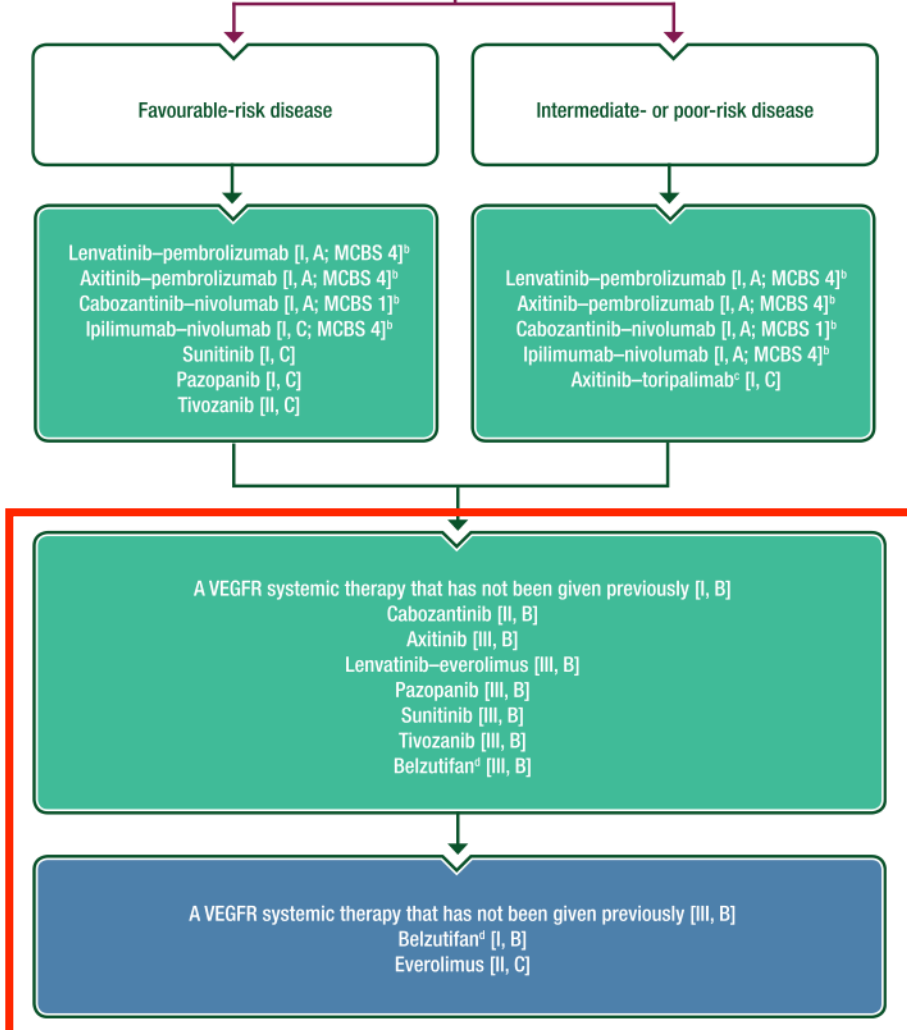 Favourable-risk disease
Intermediate- or poor-risk disease
Lenvatinib–pembrolizumab [I, A; MCBS 4]ᵇ
Axitinib–pembrolizumab [I, A; MCBS 4]ᵇ
Cabozantinib–nivolumab [I, A; MCBS 1]ᵇ
Ipilimumab–nivolumab [I, C; MCBS 4]ᵇ
Sunitinib [I, C]
Pazopanib [I, C]
Tivozanib [II, C]
Lenvatinib–pembrolizumab [I, A; MCBS 4]ᵇ
Axitinib–pembrolizumab [I, A; MCBS 4]ᵇ
Cabozantinib–nivolumab [I, A; MCBS 1]ᵇ
Ipilimumab–nivolumab [I, A; MCBS 4]ᵇ
Axitinib–toripalimabᶜ [I, C]
A VEGFR systemic therapy that has not been given previously [I, B]
Cabozantinib [II, B]
Axitinib [III, B]
Lenvatinib–everolimus [III, B]
Pazopanib [III, B]
Sunitinib [III, B]
Tivozanib [III, B]
Belzutifanᵈ [III, B]
A VEGFR systemic therapy that has not been given previously [III, B]
Belzutifanᵈ [I, B]
Everolimus [II, C]